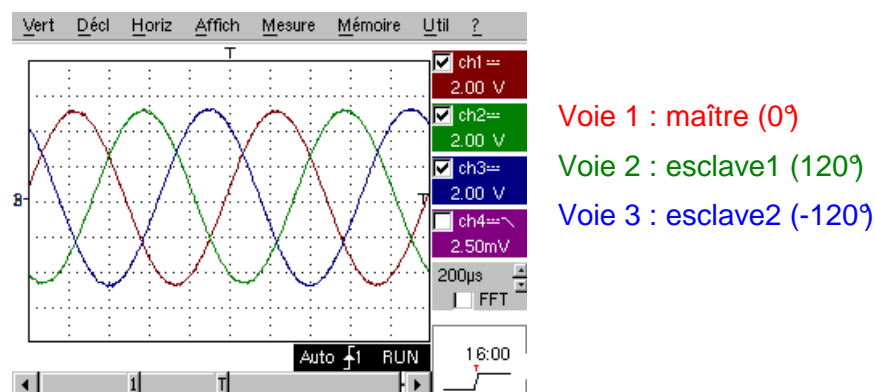 Vert Décl Horiz Affich Mesure Mémoire Util ?
T
ch1
2.00 V
ch2
2.00 V
ch3
2.00 V
T
ch4
2.50mV
200µs
FFT
Auto 1 RUN
16:00
T
1 T
Voie 1 : maître (0°)
Voie 2 : esclave1 (120°)
Voie 3 : esclave2 (-120°)